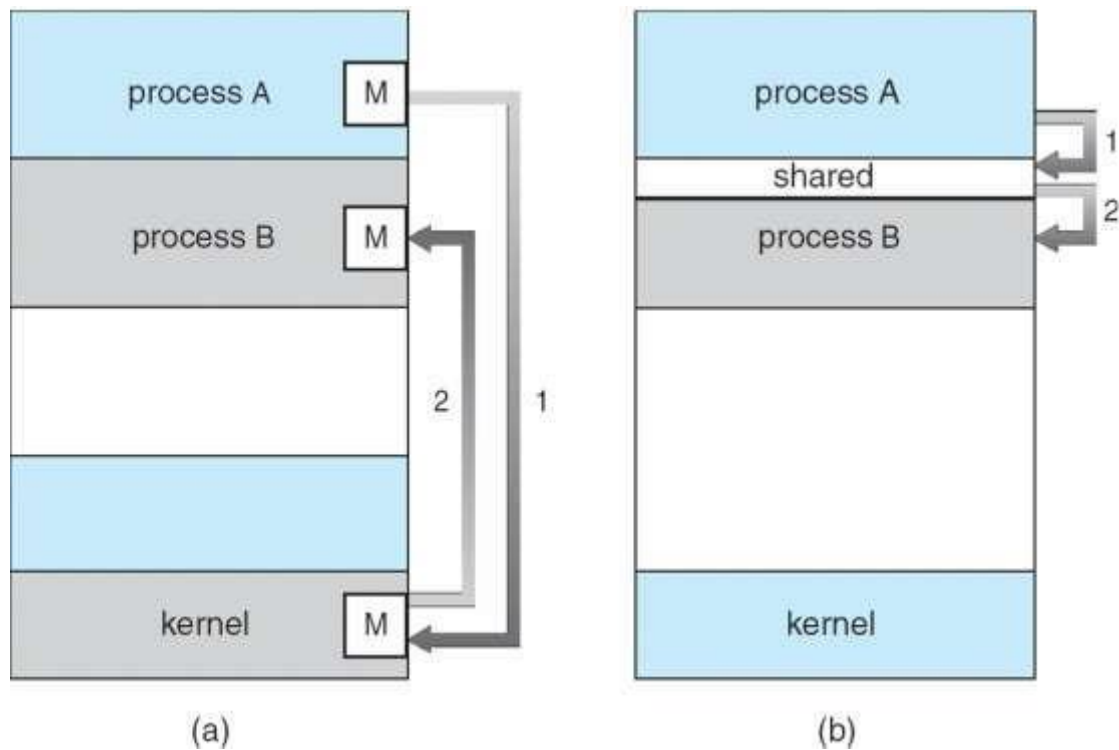 process A
M
process B
M
2
1
kernel
M
(a)
process A
1
shared
2
process B
kernel
(b)